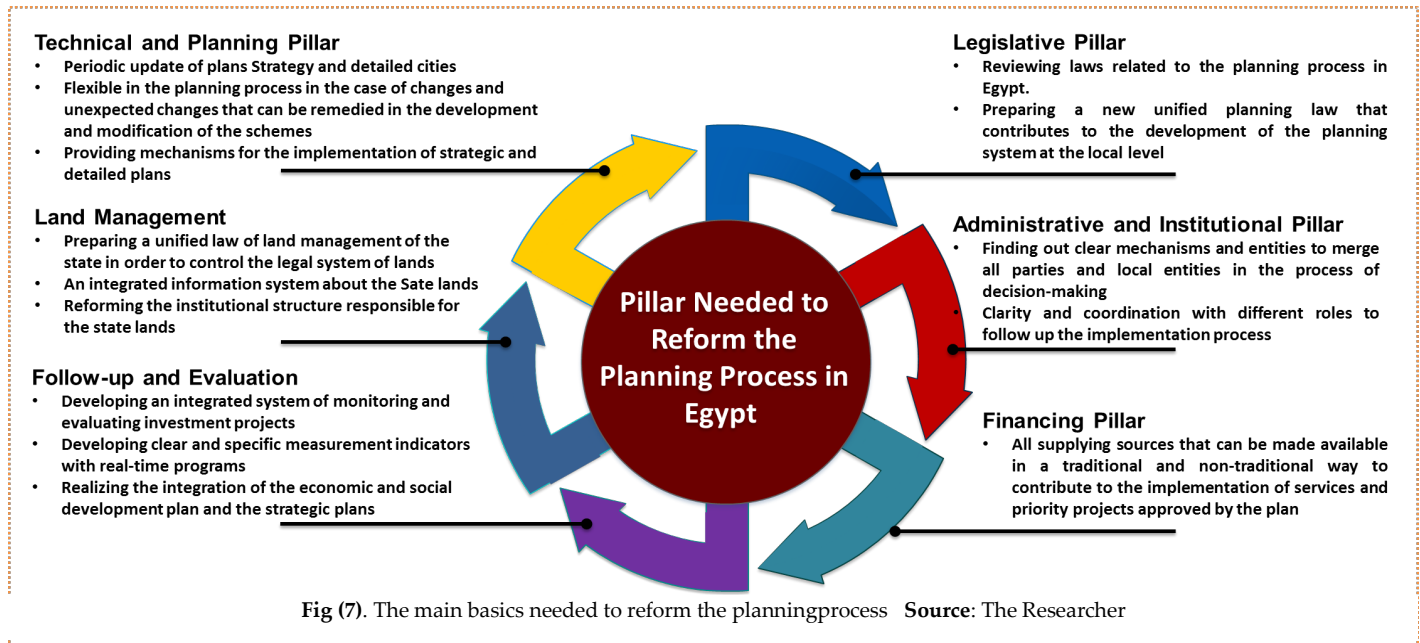 Technical and Planning Pillar
• Periodic update of plans Strategy and detailed cities
• Flexible in the planning process in the case of changes and
unexpected changes that can be remedied in the development
and modification of the schemes
• Providing mechanisms for the implementation of strategic and
detailed plans
Land Management
• Preparing a unified law of land management of the
state in order to control the legal system of lands
• An integrated information system about the Sate lands
• Reforming the institutional structure responsible for
the state lands
Follow-up and Evaluation
• Developing an integrated system of monitoring and
evaluating investment projects
• Developing clear and specific measurement indicators
with real-time programs
• Realizing the integration of the economic and social
development plan and the strategic plans
Pillar Needed to
Reform the
Planning Process in
Egypt
Legislative Pillar
• Reviewing laws related to the planning process in
Egypt.
• Preparing a new unified planning law that
contributes to the development of the planning
system at the local level
Administrative and Institutional Pillar
• Finding out clear mechanisms and entities to merge
all parties and local entities in the process of
decision-making
• Clarity and coordination with different roles to
follow up the implementation process
Financing Pillar
• All supplying sources that can be made available
in a traditional and non-traditional way to
contribute to the implementation of services and
priority projects approved by the plan
Fig (7). The main basics needed to reform the planningprocess Source: The Researcher